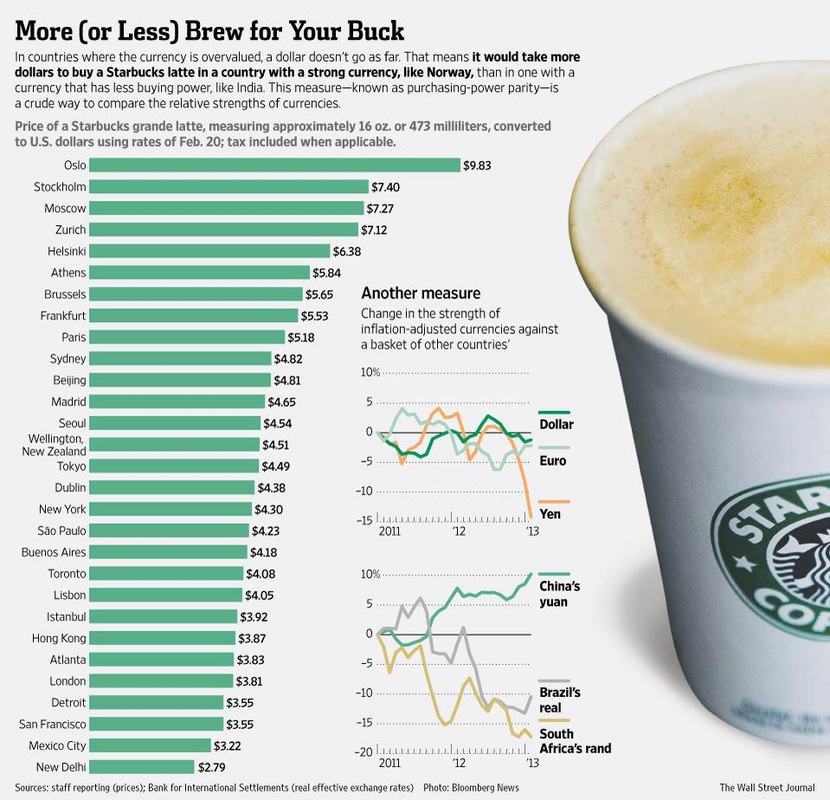 More (or Less) Brew for Your Buck
In countries where the currency is overvalued, a dollar doesn't go as far. That means it would take more
dollars to buy a Starbucks latte in a country with a strong currency, like Norway, than in one with a
currency that has less buying power, like India. This measure—known as purchasing-power parity—is
a crude way to compare the relative strengths of currencies.
Price of a Starbucks grande latte, measuring approximately 16 oz. or 473 milliliters, converted
to U.S. dollars using rates of Feb. 20; tax included when applicable.
Oslo $9.83
Stockholm $7.40
Moscow $7.27
Zurich $7.12
Helsinki $6.38
Athens $5.84
Brussels $5.65
Frankfurt $5.53
Paris $5.18
Sydney $4.82
Beijing $4.81
Madrid $4.65
Seoul $4.54
Wellington,
New Zealand $4.51
Tokyo $4.49
Dublin $4.38
New York $4.30
São Paulo $4.23
Buenos Aires $4.18
Toronto $4.08
Lisbon $4.05
Istanbul $3.92
Hong Kong $3.87
Atlanta $3.83
London $3.81
Detroit $3.55
San Francisco $3.55
Mexico City $3.22
New Delhi $2.79
Another measure
Change in the strength of
inflation-adjusted currencies against
a basket of other countries'
10%
5
0
−5
−10
−15
2011 '12 '13
Dollar
Euro
Yen
10%
5
0
−5
−10
−15
−20
2011 '12 '13
China's
yuan
Brazil's
real
South
Africa's rand
STAR
COF
Sources: staff reporting (prices); Bank for International Settlements (real effective exchange rates) Photo: Bloomberg News
The Wall Street Journal